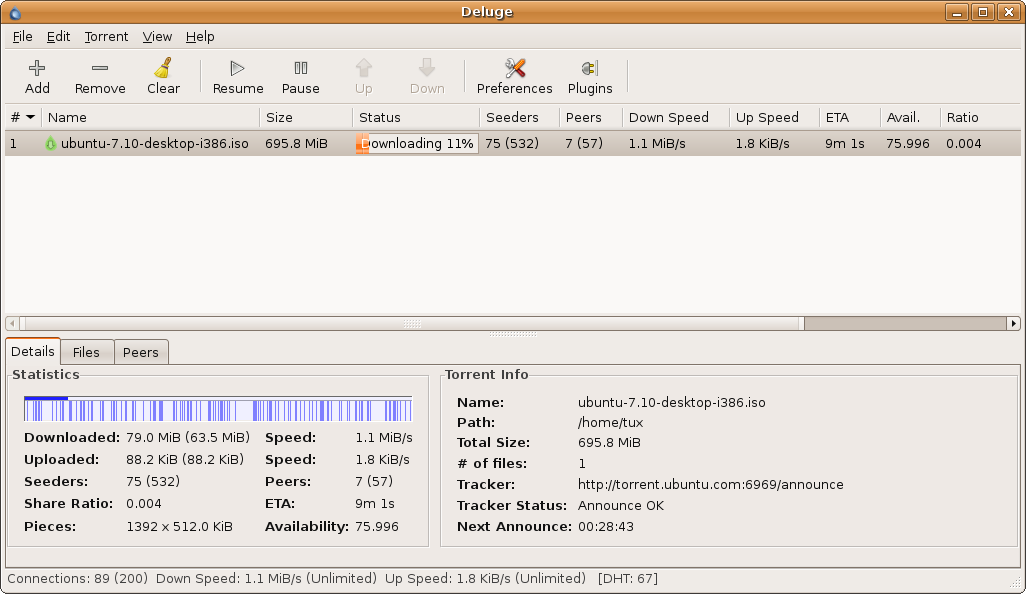 Deluge
File Edit Torrent View Help
Add Remove Clear Resume Pause Up Down Preferences Plugins
# Name Size Status Seeders Peers Down Speed Up Speed ETA Avail. Ratio
1 ubuntu-7.10-desktop-i386.iso 695.8 MiB Downloading 11% 75 (532) 7 (57) 1.1 MiB/s 1.8 KiB/s 9m 1s 75.996 0.004
Details Files Peers
Statistics
Downloaded: 79.0 MiB (63.5 MiB) Speed: 1.1 MiB/s
Uploaded: 88.2 KiB (88.2 KiB) Speed: 1.8 KiB/s
Seeders: 75 (532) Peers: 7 (57)
Share Ratio: 0.004 ETA: 9m 1s
Pieces: 1392 x 512.0 KiB Availability: 75.996
Torrent Info
Name: ubuntu-7.10-desktop-i386.iso
Path: /home/tux
Total Size: 695.8 MiB
# of files: 1
Tracker: http://torrent.ubuntu.com:6969/announce
Tracker Status: Announce OK
Next Announce: 00:28:43
Connections: 89 (200) Down Speed: 1.1 MiB/s (Unlimited) Up Speed: 1.8 KiB/s (Unlimited) [DHT: 67]